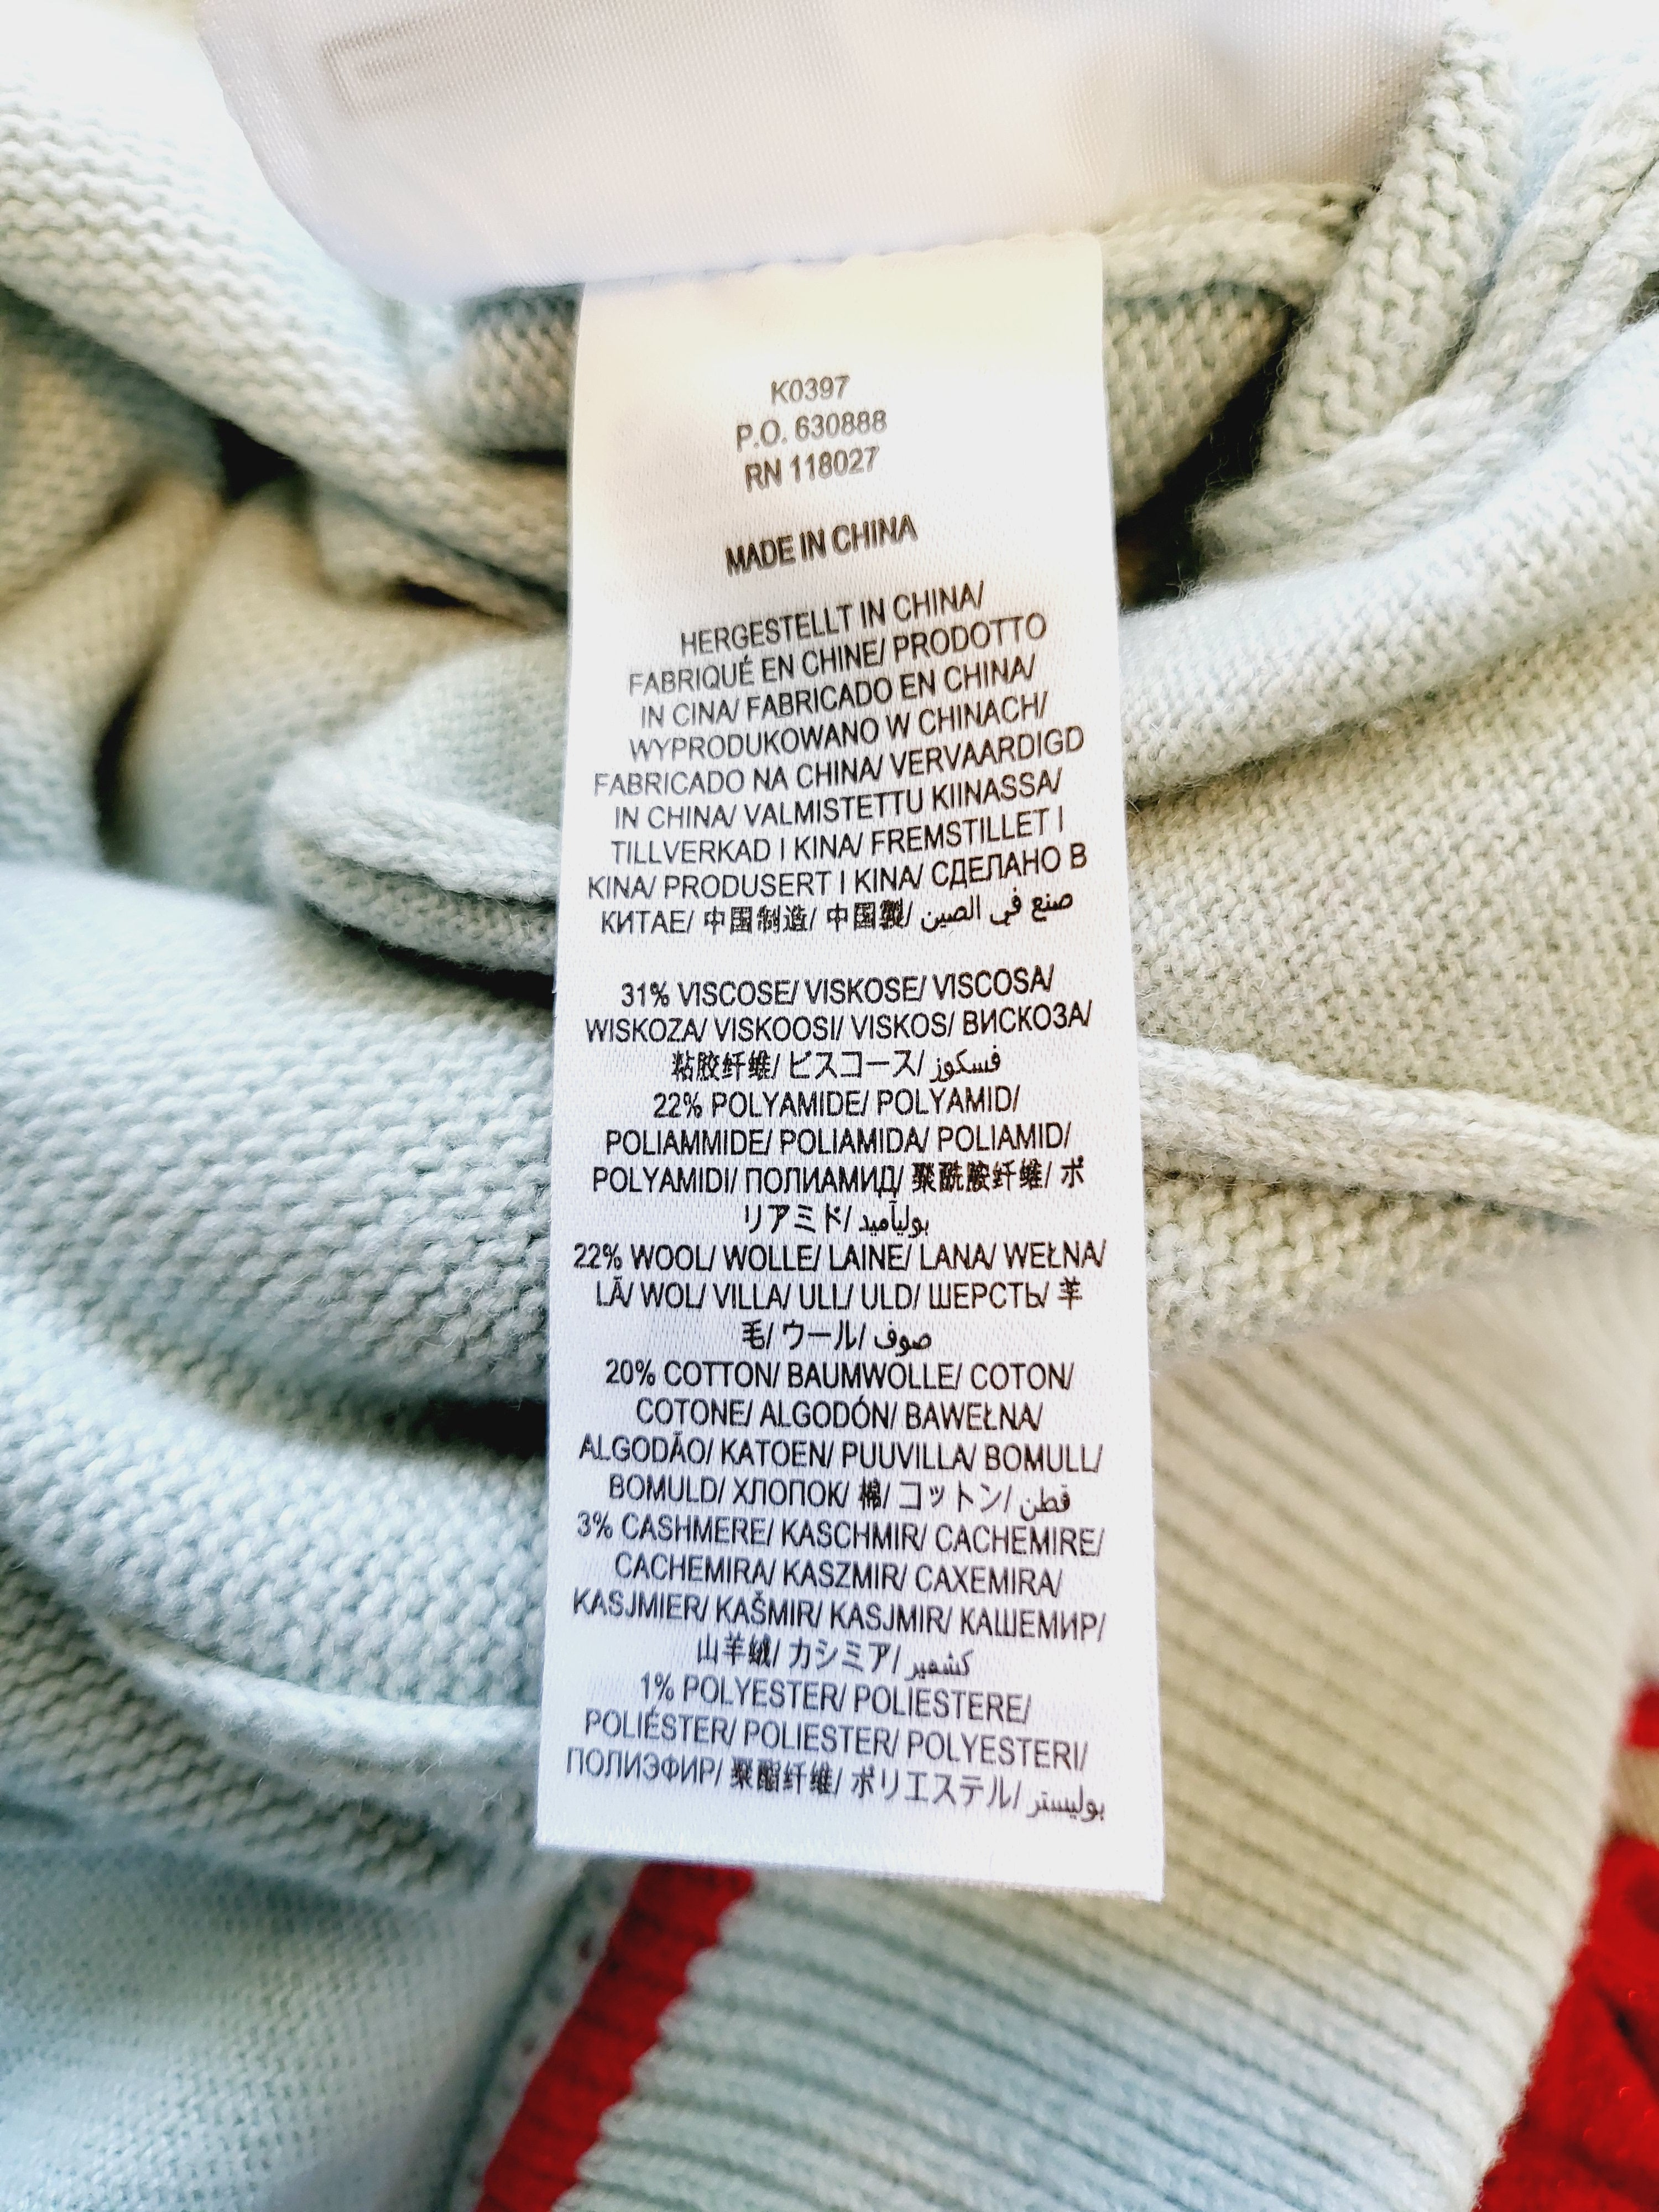 K0397
P.O. 630888
RN 118027
MADE IN CHINA
HERGESTELLT IN CHINA/
FABRIQUÉ EN CHINE/ PRODOTTO
IN CINA/ FABRICADO EN CHINA/
WYPRODUKOWANO W CHINACH/
FABRICADO NA CHINA/ VERVAARDIGD
IN CHINA/ VALMISTETTU KIINASSA/
TILLVERKAD I KINA/ FREMSTILLET I
KINA/ PRODUSERT I KINA/ СДЕЛАНО В
КИТАЕ/ 中国制造/ 中国製/ صنع في الصين
31% VISCOSE/ VISKOSE/ VISCOSA/
WISKOZA/ VISKOOSI/ VISKOS/ ВИСКОЗА/
粘胶纤维/ ビスコース/ فسكوز
22% POLYAMIDE/ POLYAMID/
POLIAMMIDE/ POLIAMIDA/ POLIAMID/
POLYAMIDI/ ПОЛИАМИД/ 聚酰胺纤维/ ポ
リアミド/ بوليآميد
22% WOOL/ WOLLE/ LAINE/ LANA/ WEŁNA/
LÃ/ WOL/ VILLA/ ULL/ ULD/ ШЕРСТЬ/ 羊
毛/ ウール/ صوف
20% COTTON/ BAUMWOLLE/ COTON/
COTONE/ ALGODÓN/ BAWEŁNA/
ALGODÃO/ KATOEN/ PUUVILLA/ BOMULL/
BOMULD/ ХЛОПОК/ 棉/ コットン/ قطن
3% CASHMERE/ KASCHMIR/ CACHEMIRE/
CACHEMIRA/ KASZMIR/ CAXEMIRA/
KASJMIER/ KAŠMIR/ KASJMIR/ КАШЕМИР/
山羊绒/ カシミア/ كشمير
1% POLYESTER/ POLIESTERE/
POLIÉSTER/ POLIESTER/ POLYESTERI/
ПОЛИЭФИР/ 聚酯纤维/ ポリエステル/ بوليستر